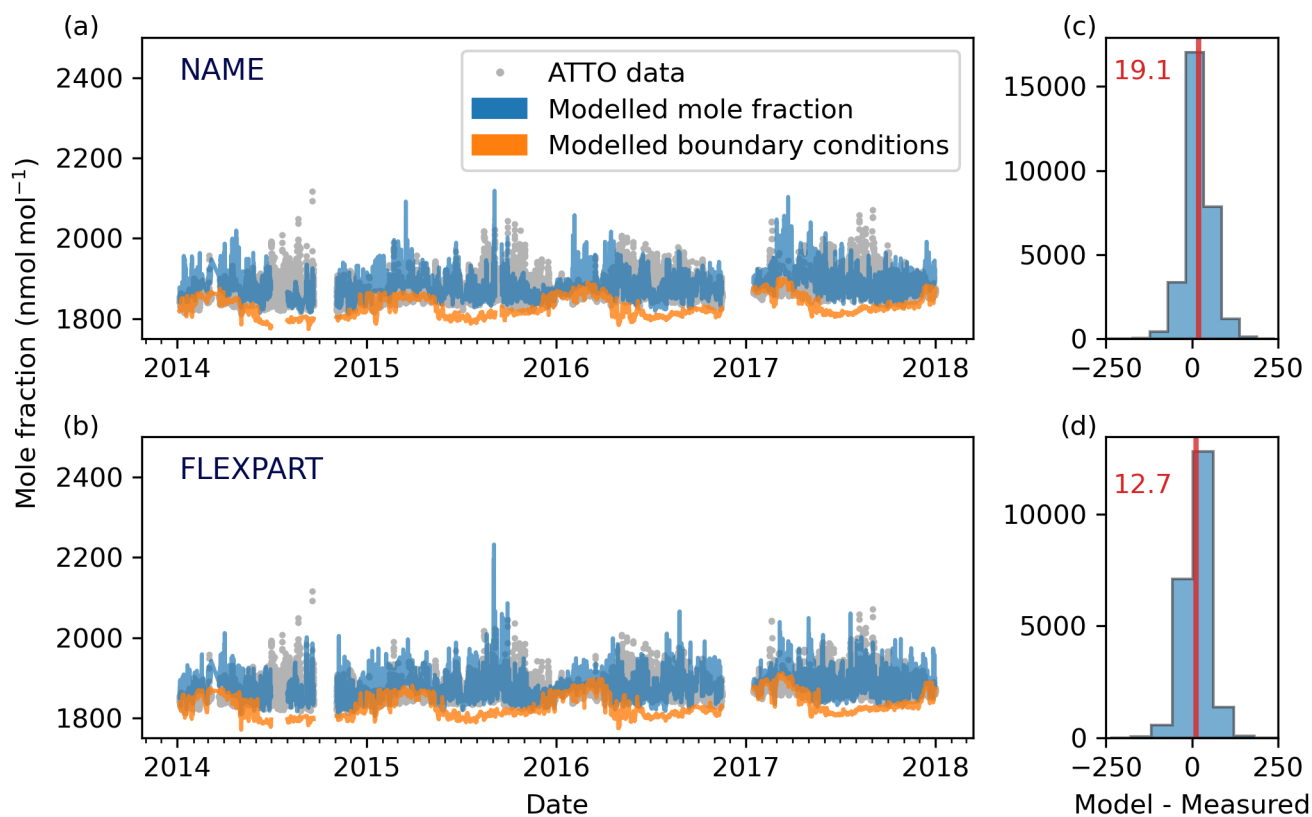 (a)
NAME
ATTO data
Modelled mole fraction
Modelled boundary conditions
2400
2200
2000
1800
2014 2015 2016 2017 2018
(c)
19.1
15000
10000
5000
0
−250 0 250
Mole fraction (nmol mol⁻¹)
(b)
FLEXPART
2400
2200
2000
1800
2014 2015 2016 2017 2018
Date
(d)
12.7
10000
5000
0
−250 0 250
Model - Measured